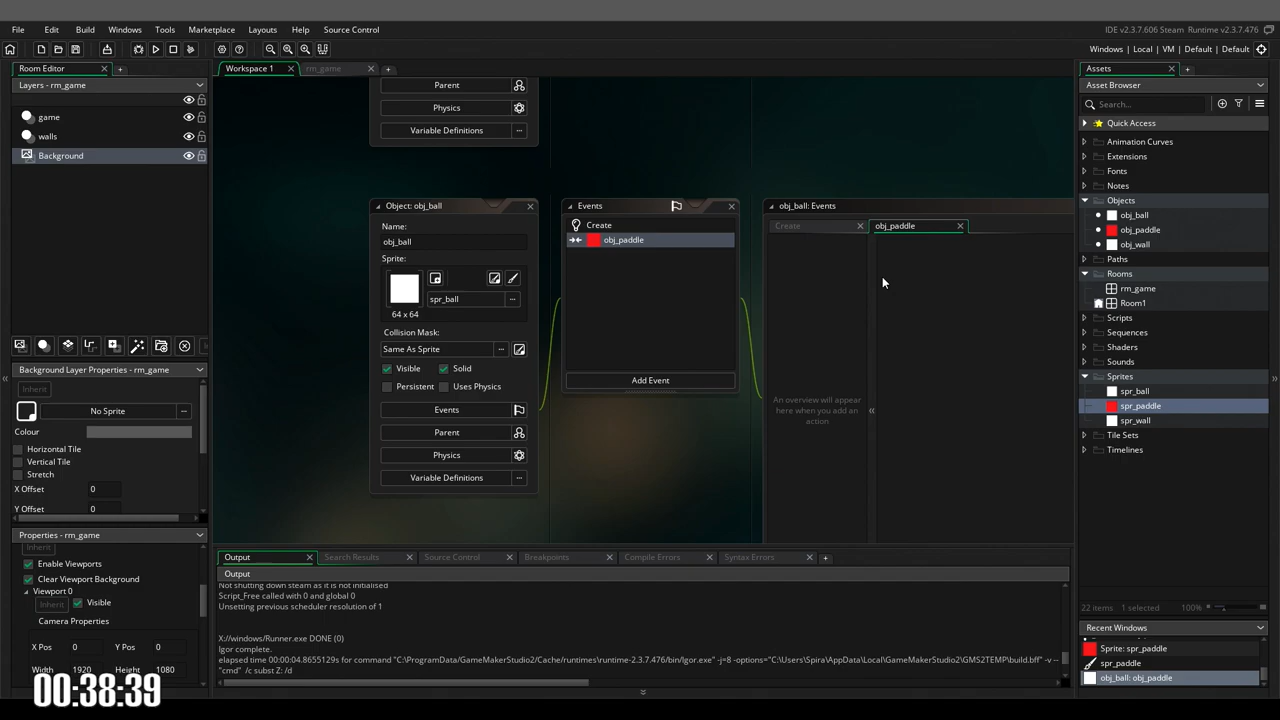 File Edit Build Windows Tools Marketplace Layouts Help Source Control
IDE v2.3.7.606 Steam Runtime v2.3.7.476
Windows | Local | VM | Default | Default
Room Editor
Layers - rm_game
game
walls
Background
Background Layer Properties - rm_game
Inherit
No Sprite
Colour
Horizontal Tile
Vertical Tile
Stretch
X Offset 0
Y Offset 0
Properties - rm_game
Inherit
Enable Viewports
Clear Viewport Background
Viewport 0
Inherit
Visible
Camera Properties
X Pos 0 Y Pos 0
Width 1920 Height 1080
00:38:39
Workspace 1
rm_game
Parent
Physics
Variable Definitions
Object: obj_ball
Name:
obj_ball
Sprite:
spr_ball
64 x 64
Collision Mask:
Same As Sprite
Visible
Solid
Persistent
Uses Physics
Events
Parent
Physics
Variable Definitions
Events
Create
obj_paddle
Add Event
obj_ball: Events
Create
obj_paddle
An overview will appear
here when you add an
action
Output
Search Results
Source Control
Breakpoints
Compile Errors
Syntax Errors
Output
Not shutting down steam as it is not initialised
Script_Free called with 0 and global 0
Unsetting previous scheduler resolution of 1
X://windows/Runner.exe DONE (0)
Igor complete.
elapsed time 00:00:04.8655129s for command "C:\ProgramData/GameMakerStudio2/Cache/runtimes\runtime-2.3.7.476/bin/Igor.exe" -j=8 -options="C:\Users\Spira\AppData\Local\GameMakerStudio2\GMS2TEMP\build.bff" -v --
"cmd" /c subst Z: /d
Assets
Asset Browser
Search...
Quick Access
Animation Curves
Extensions
Fonts
Notes
Objects
obj_ball
obj_paddle
obj_wall
Paths
Rooms
rm_game
Room1
Scripts
Sequences
Shaders
Sounds
Sprites
spr_ball
spr_paddle
spr_wall
Tile Sets
Timelines
22 items 1 selected 100%
Recent Windows
Sprite: spr_paddle
spr_paddle
obj_ball: obj_paddle